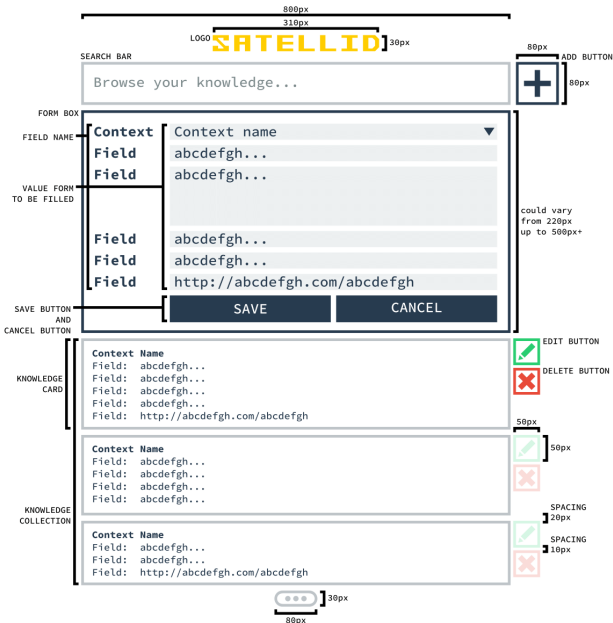 800px
310px
LOGO SATELLID 30px
80px
SEARCH BAR
ADD BUTTON
Browse your knowledge...
80px
FORM BOX
Context Context name
FIELD NAME
Field abcdefgh...
Field abcdefgh...
VALUE FORM
TO BE FILLED
could vary
from 220px
up to 500px+
Field abcdefgh...
Field abcdefgh...
Field http://abcdefgh.com/abcdefgh
SAVE BUTTON
AND
CANCEL BUTTON
SAVE CANCEL
EDIT BUTTON
DELETE BUTTON
KNOWLEDGE
CARD
Context Name
Field: abcdefgh...
Field: abcdefgh...
Field: abcdefgh...
Field: abcdefgh...
Field: http://abcdefgh.com/abcdefgh
50px
50px
Context Name
Field: abcdefgh...
Field: abcdefgh...
Field: abcdefgh...
Field: abcdefgh...
KNOWLEDGE
COLLECTION
SPACING
20px
SPACING
10px
Context Name
Field: abcdefgh...
Field: abcdefgh...
Field: http://abcdefgh.com/abcdefgh
30px
80px